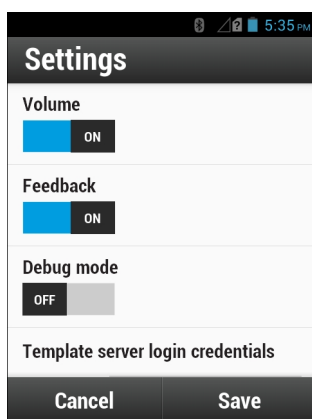 5:35 PM
Settings
Volume
ON
Feedback
ON
Debug mode
OFF
Template server login credentials
Cancel Save